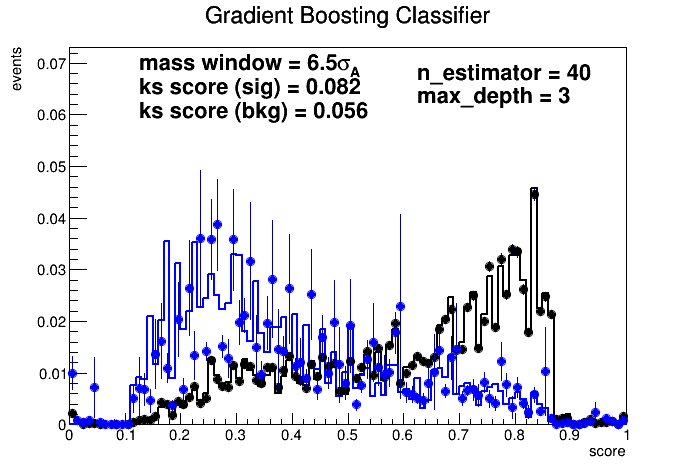 Gradient Boosting Classifier
events
0.07
0.06
0.05
0.04
0.03
0.02
0.01
0
mass window = 6.5σA
ks score (sig) = 0.082
ks score (bkg) = 0.056
n_estimator = 40
max_depth = 3
0 0.1 0.2 0.3 0.4 0.5 0.6 0.7 0.8 0.9 1
score